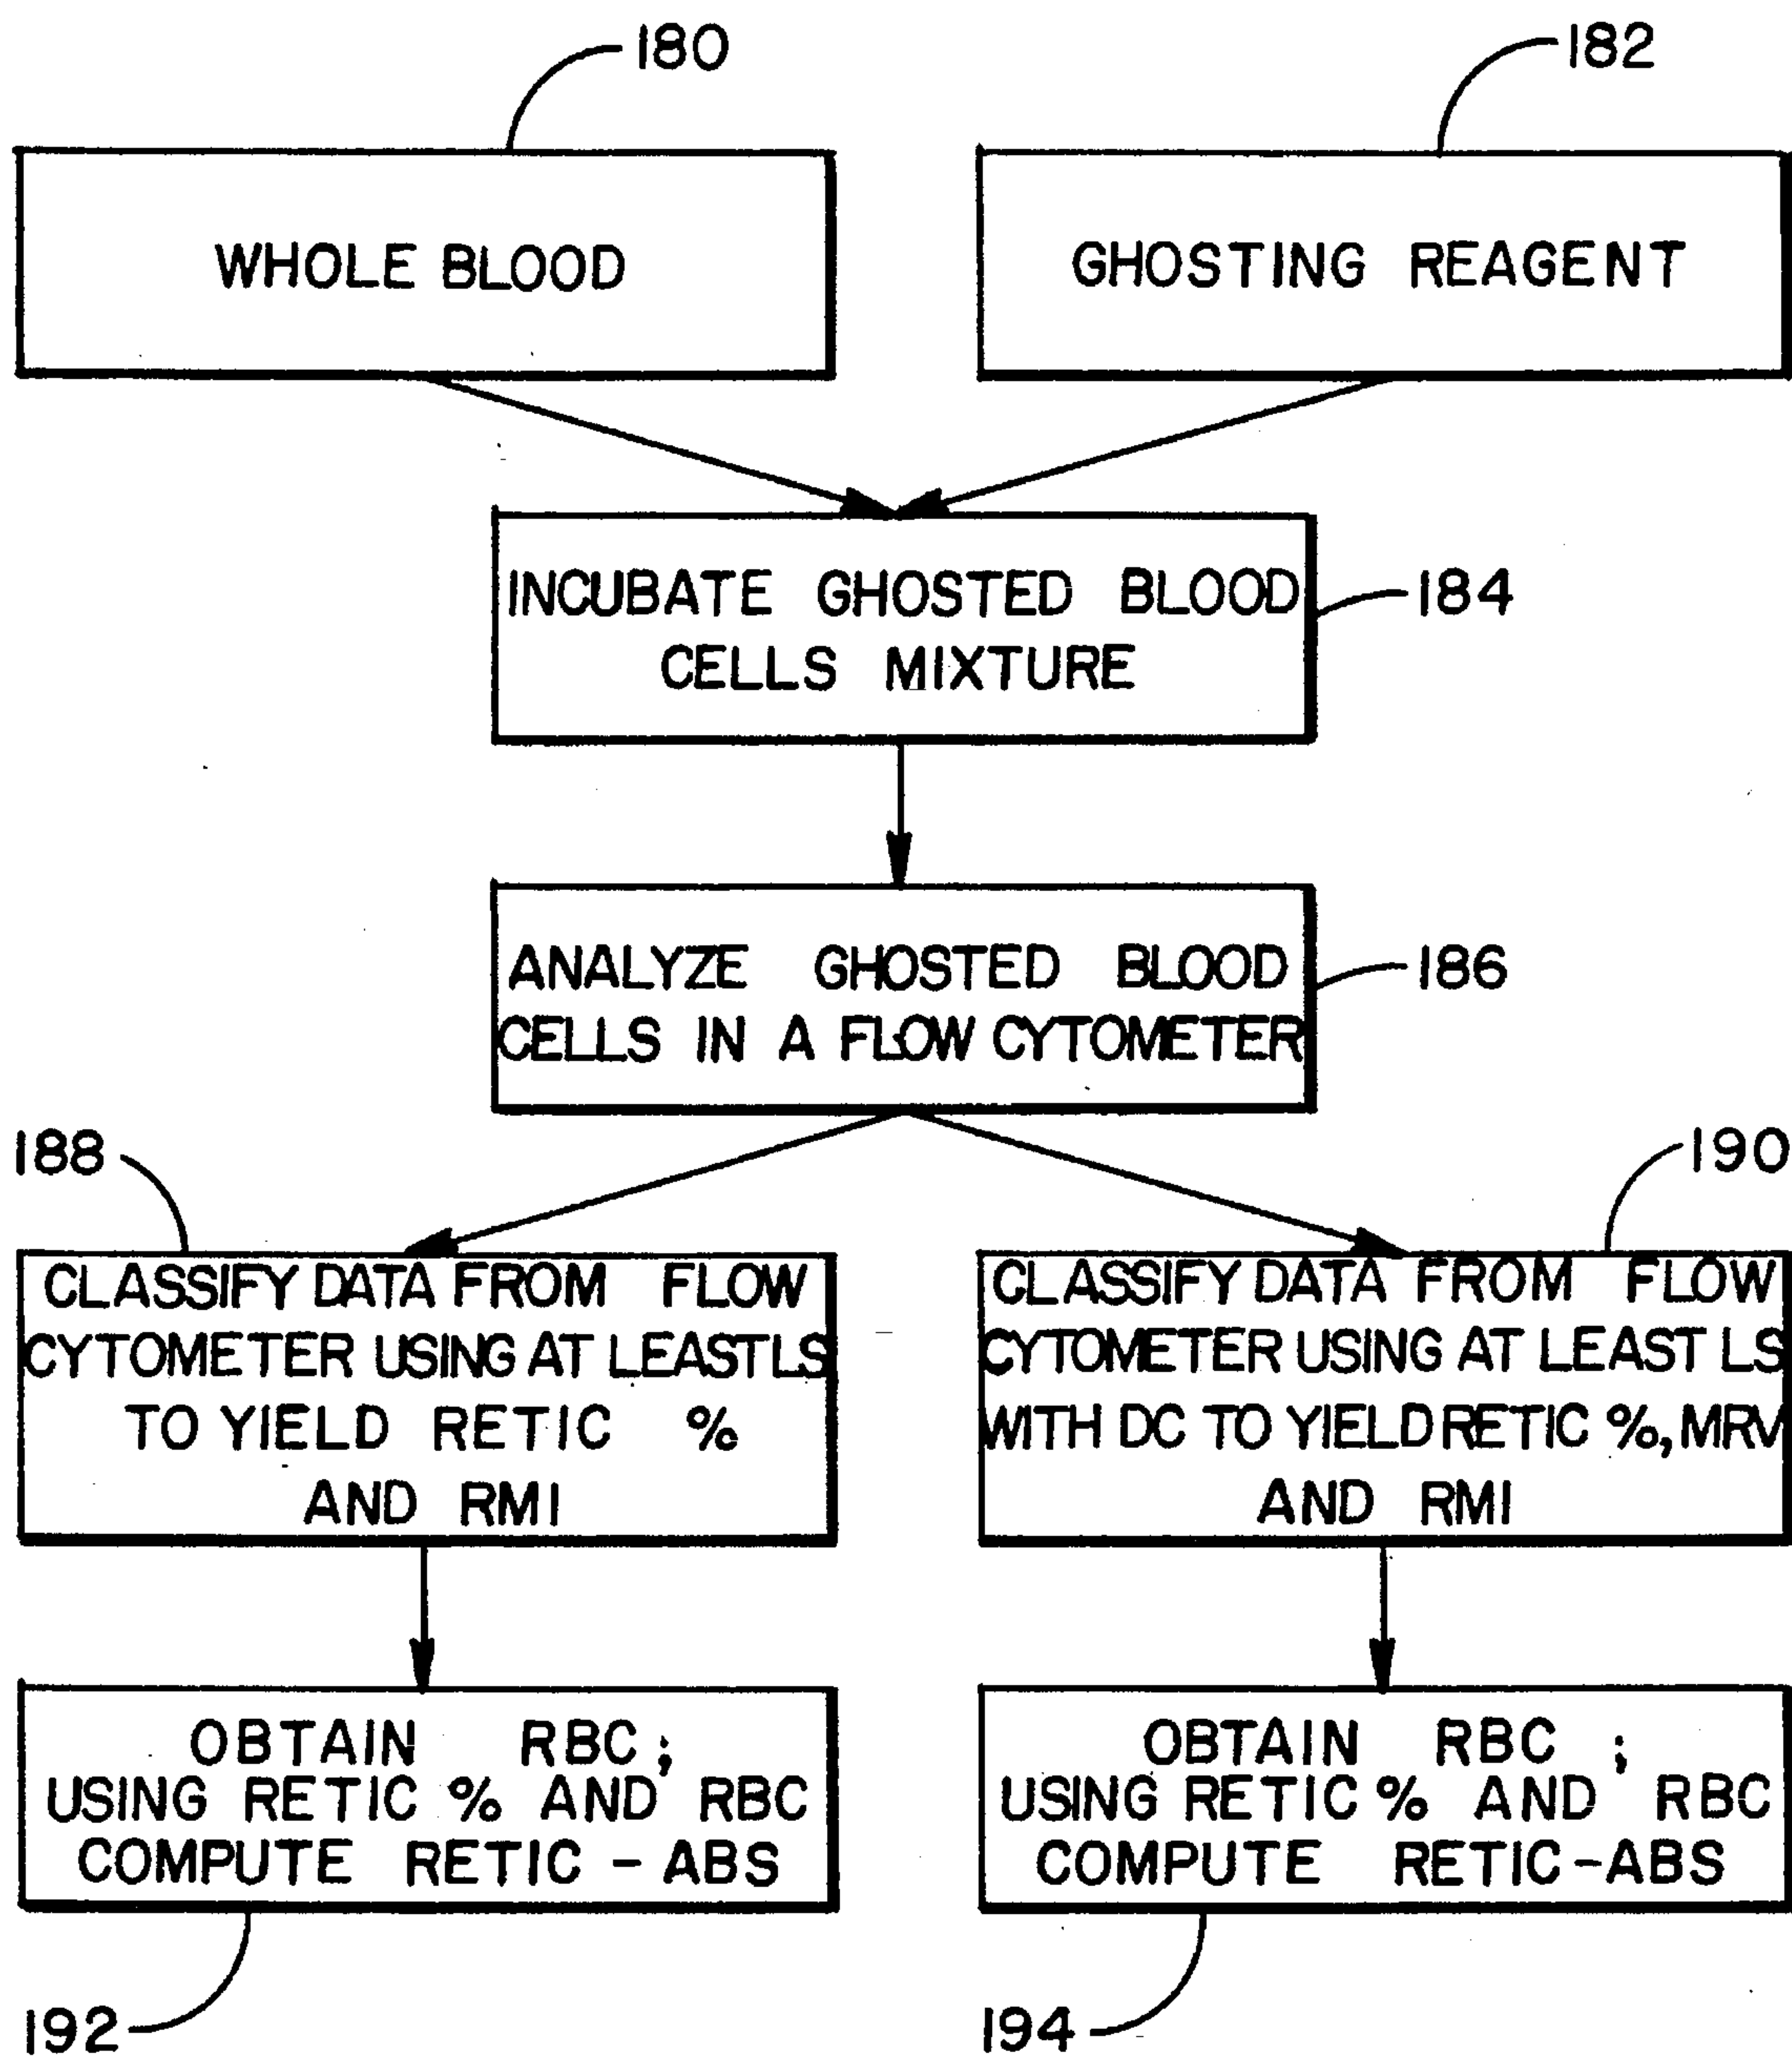 180
182
WHOLE BLOOD
GHOSTING REAGENT
INCUBATE GHOSTED BLOOD
CELLS MIXTURE
184
ANALYZE GHOSTED BLOOD
CELLS IN A FLOW CYTOMETER
186
188
190
CLASSIFY DATA FROM FLOW
CYTOMETER USING AT LEAST LS
TO YIELD RETIC %
AND RMI
CLASSIFY DATA FROM FLOW
CYTOMETER USING AT LEAST LS
WITH DC TO YIELD RETIC %, MRV
AND RMI
OBTAIN RBC;
USING RETIC % AND RBC
COMPUTE RETIC - ABS
OBTAIN RBC ;
USING RETIC % AND RBC
COMPUTE RETIC-ABS
192
194